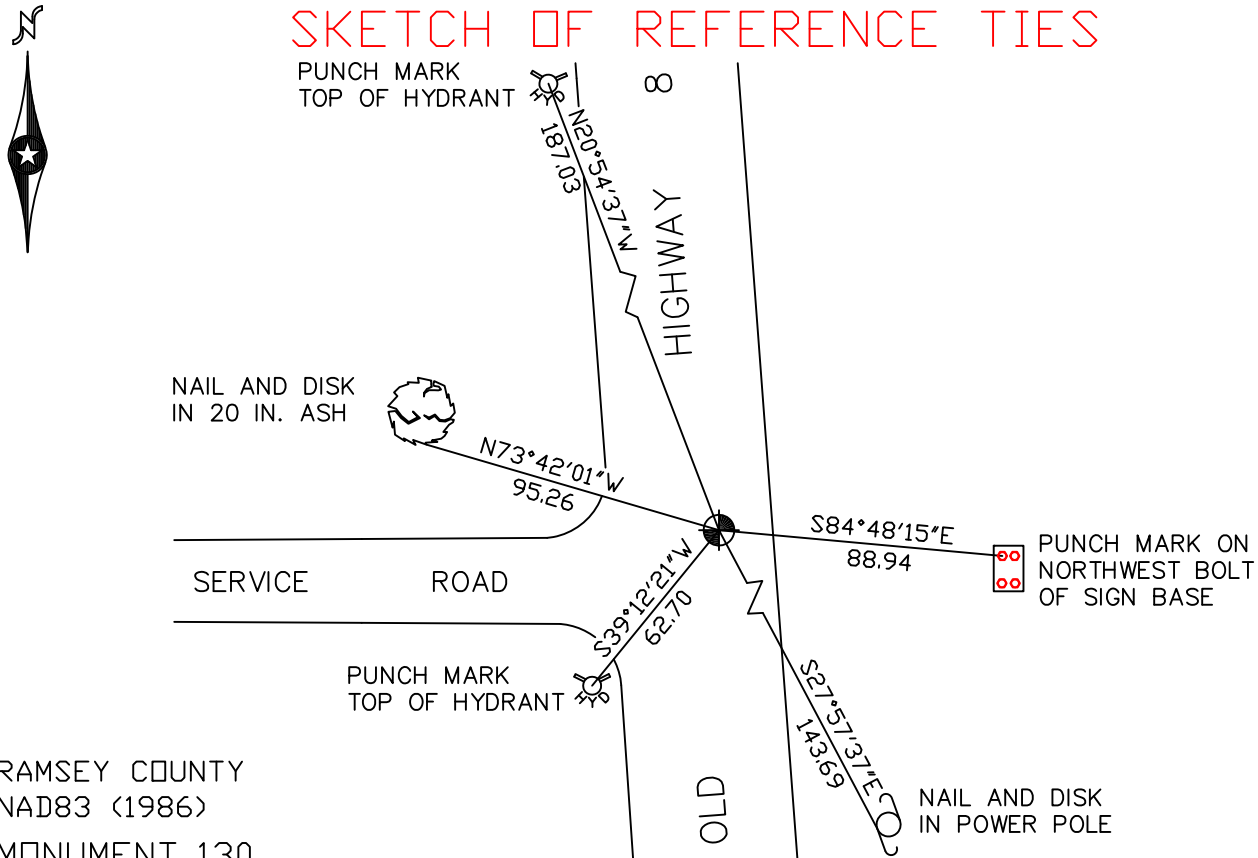 N
SKETCH OF REFERENCE TIES
PUNCH MARK
TOP OF HYDRANT
HYD
8
N20°54'37"W
187.03
HIGHWAY
NAIL AND DISK
IN 20 IN. ASH
N73°42'01"W
95.26
S84°48'15"E
88.94
PUNCH MARK ON
NORTHWEST BOLT
OF SIGN BASE
SERVICE ROAD
S39°12'21"W
62.70
PUNCH MARK
TOP OF HYDRANT
HYD
S27°57'37"E
143.69
OLD
NAIL AND DISK
IN POWER POLE
RAMSEY COUNTY
NAD83 (1986)
MONUMENT 130